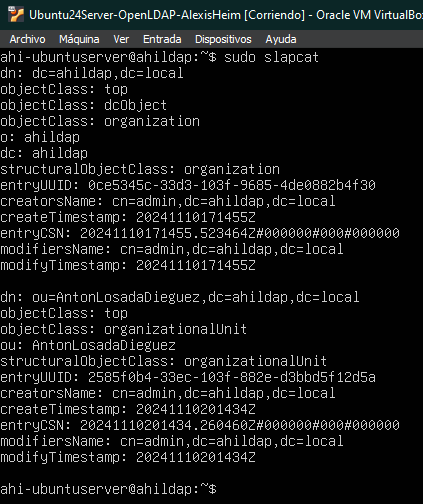 Ubuntu24Server-OpenLDAP-AlexisHeim [Corriendo] - Oracle VM VirtualBo
Archivo Máquina Ver Entrada Dispositivos Ayuda
ahi-ubuntuserver@ahildap:~$ sudo slapcat
dn: dc=ahildap,dc=local
objectClass: top
objectClass: dcObject
objectClass: organization
o: ahildap
dc: ahildap
structuralObjectClass: organization
entryUUID: 0ce5345c-33d3-103f-9685-4de0882b4f30
creatorsName: cn=admin,dc=ahildap,dc=local
createTimestamp: 20241110171455Z
entryCSN: 20241110171455.523464Z#000000#000#000000
modifiersName: cn=admin,dc=ahildap,dc=local
modifyTimestamp: 20241110171455Z
dn: ou=AntonLosadaDieguez,dc=ahildap,dc=local
objectClass: top
objectClass: organizationalUnit
ou: AntonLosadaDieguez
structuralObjectClass: organizationalUnit
entryUUID: 2585f0b4-33ec-103f-882e-d3bbd5f12d5a
creatorsName: cn=admin,dc=ahildap,dc=local
createTimestamp: 20241110201434Z
entryCSN: 20241110201434.260460Z#000000#000#000000
modifiersName: cn=admin,dc=ahildap,dc=local
modifyTimestamp: 20241110201434Z
ahi-ubuntuserver@ahildap:~$